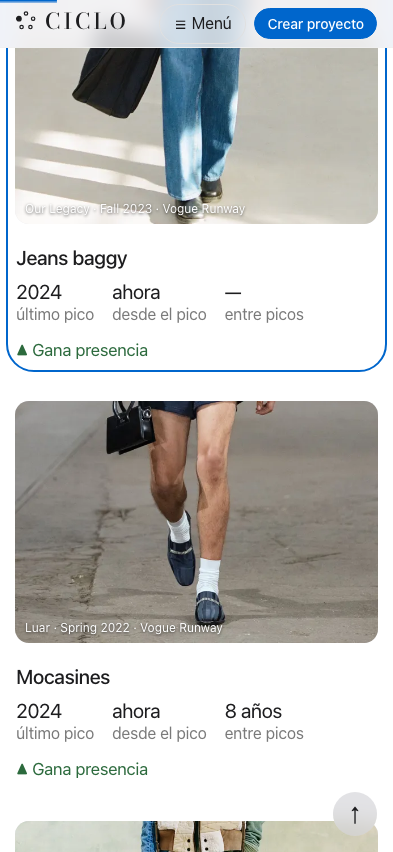 CICLO
☰ Menú
Crear proyecto
Our Legacy · Fall 2023 · Vogue Runway
Jeans baggy
2024 ahora —
último pico desde el pico entre picos
▲ Gana presencia
Luar · Spring 2022 · Vogue Runway
Mocasines
2024 ahora 8 años
último pico desde el pico entre picos
▲ Gana presencia
↑